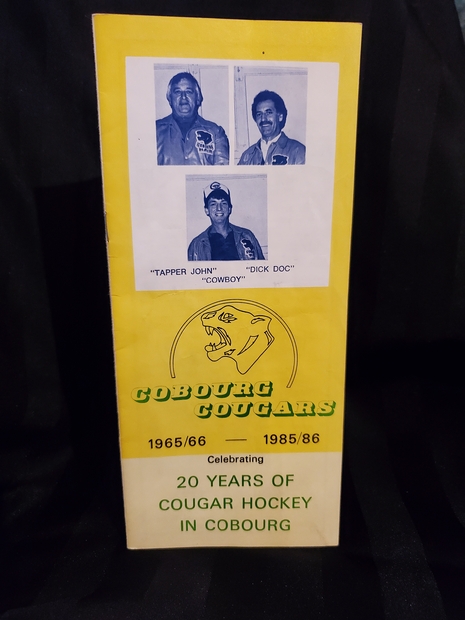 "TAPPER JOHN" "DICK DOC"
"COWBOY"
COBOURG
COUGARS
1965/66 — 1985/86
Celebrating
20 YEARS OF
COUGAR HOCKEY
IN COBOURG